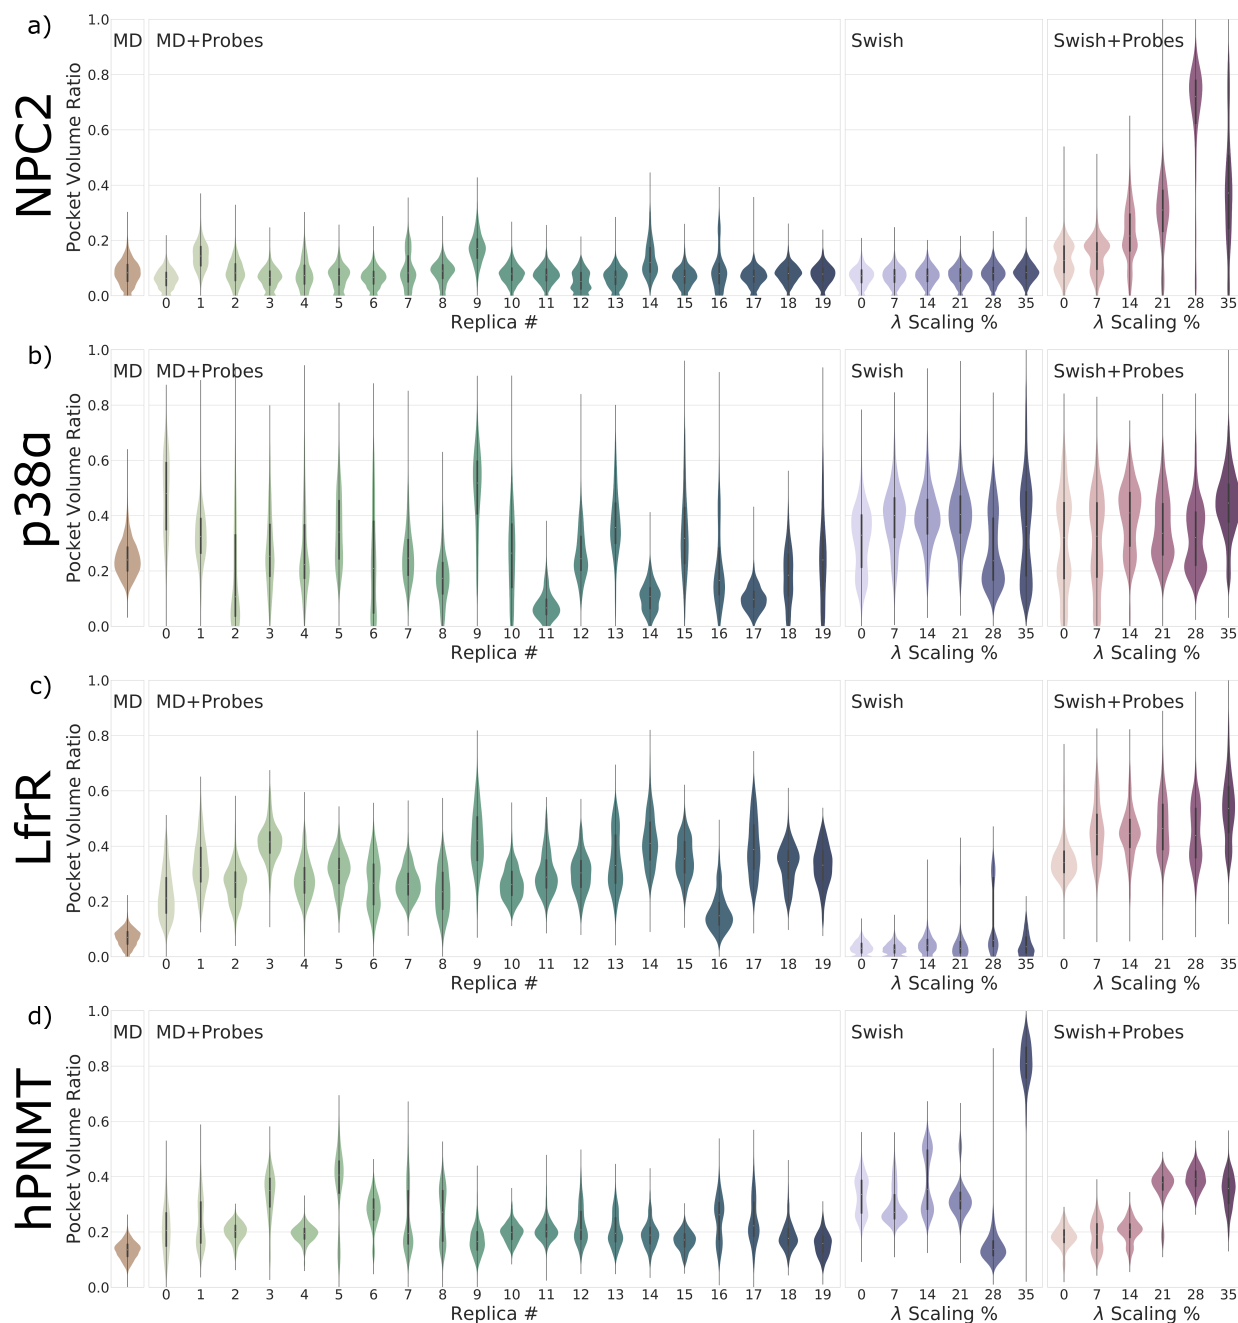 a)
NPC2
Pocket Volume Ratio
1.0
0.8
0.6
0.4
0.2
0.0
MD
MD+Probes
Swish
Swish+Probes
0 1 2 3 4 5 6 7 8 9 10 11 12 13 14 15 16 17 18 19
0 7 14 21 28 35
0 7 14 21 28 35
Replica #
λ Scaling %
λ Scaling %
b)
p38α
Pocket Volume Ratio
1.0
0.8
0.6
0.4
0.2
0.0
MD
MD+Probes
Swish
Swish+Probes
0 1 2 3 4 5 6 7 8 9 10 11 12 13 14 15 16 17 18 19
0 7 14 21 28 35
0 7 14 21 28 35
Replica #
λ Scaling %
λ Scaling %
c)
LfrR
Pocket Volume Ratio
1.0
0.8
0.6
0.4
0.2
0.0
MD
MD+Probes
Swish
Swish+Probes
0 1 2 3 4 5 6 7 8 9 10 11 12 13 14 15 16 17 18 19
0 7 14 21 28 35
0 7 14 21 28 35
Replica #
λ Scaling %
λ Scaling %
d)
hPNMT
Pocket Volume Ratio
1.0
0.8
0.6
0.4
0.2
0.0
MD
MD+Probes
Swish
Swish+Probes
0 1 2 3 4 5 6 7 8 9 10 11 12 13 14 15 16 17 18 19
0 7 14 21 28 35
0 7 14 21 28 35
Replica #
λ Scaling %
λ Scaling %